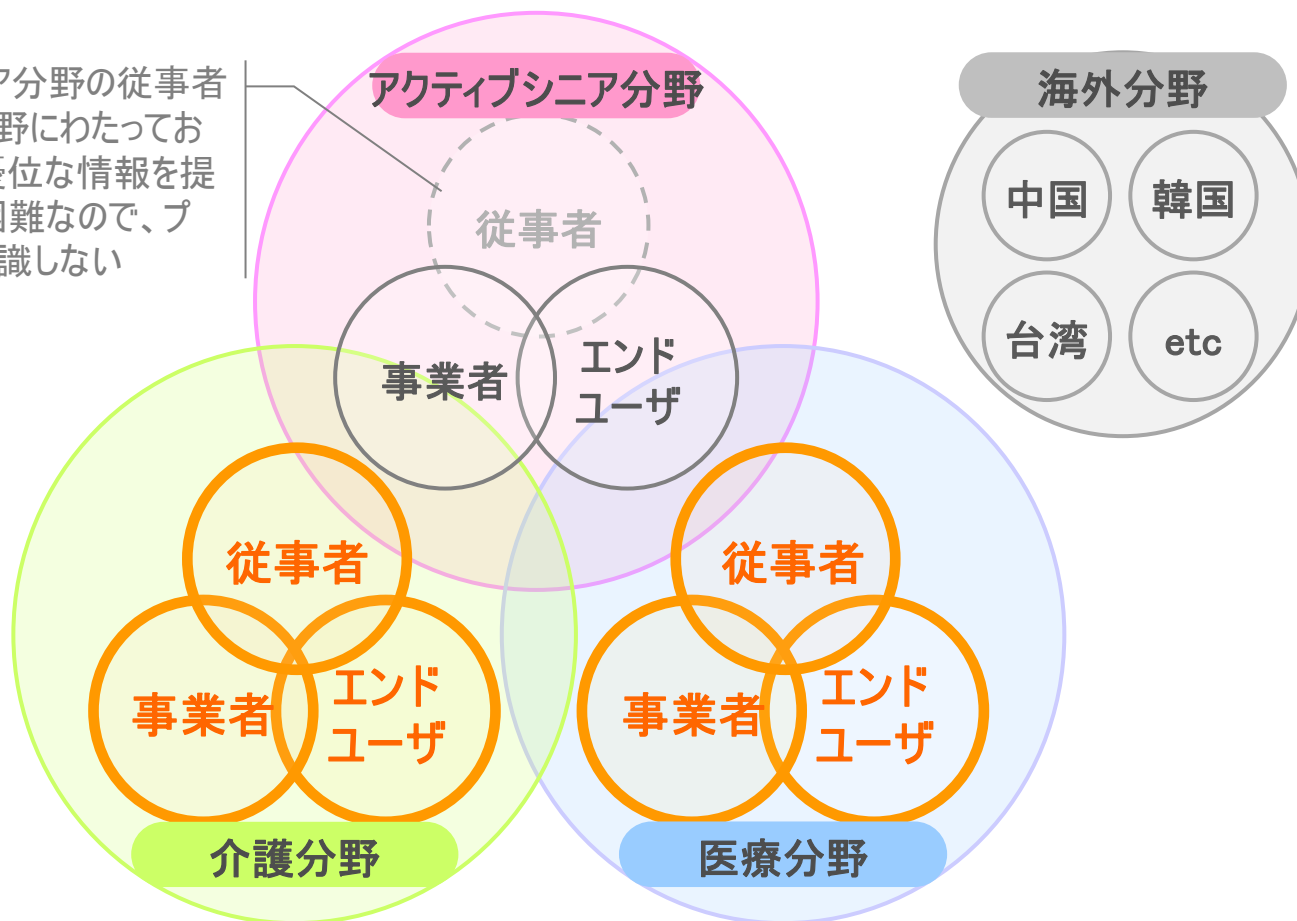 ア分野の従事者
野にわたってお
位な情報を提
難なので、プ
識しない
アクティブシニア分野
従事者
事業者
エンド
ユーザ
海外分野
中国
韓国
台湾
etc
従事者
事業者
エンド
ユーザ
介護分野
従事者
事業者
エンド
ユーザ
医療分野